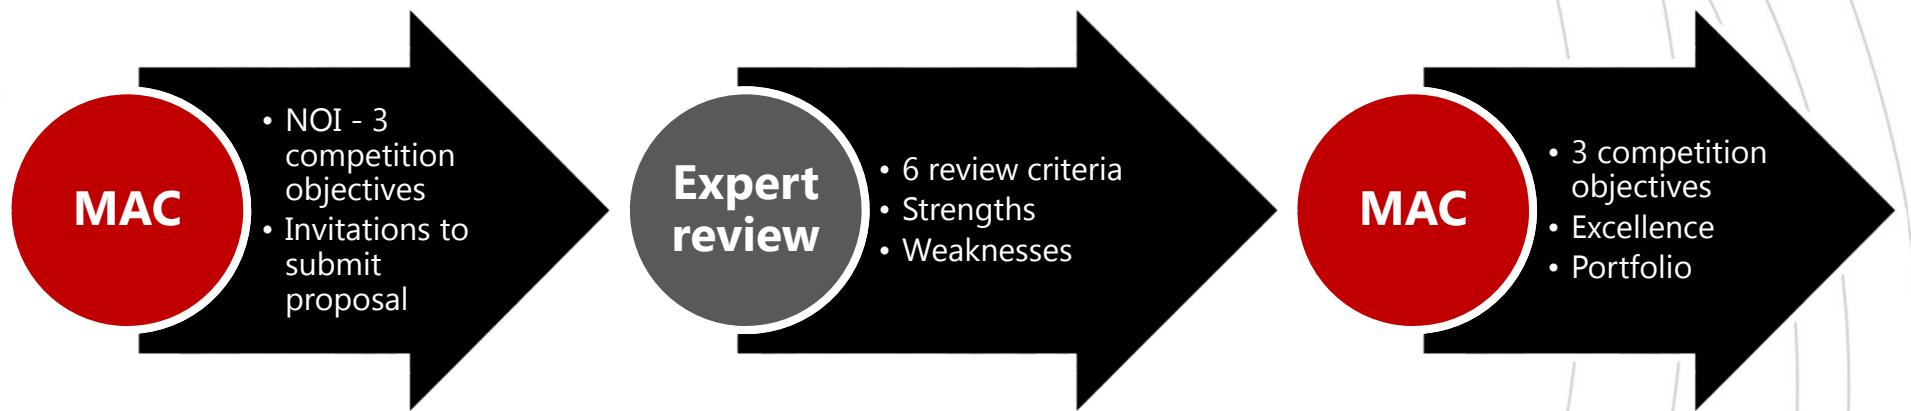 MAC
• NOI - 3
competition
objectives
• Invitations to
submit
proposal
Expert
review
• 6 review criteria
• Strengths
• Weaknesses
MAC
• 3 competition
objectives
• Excellence
• Portfolio